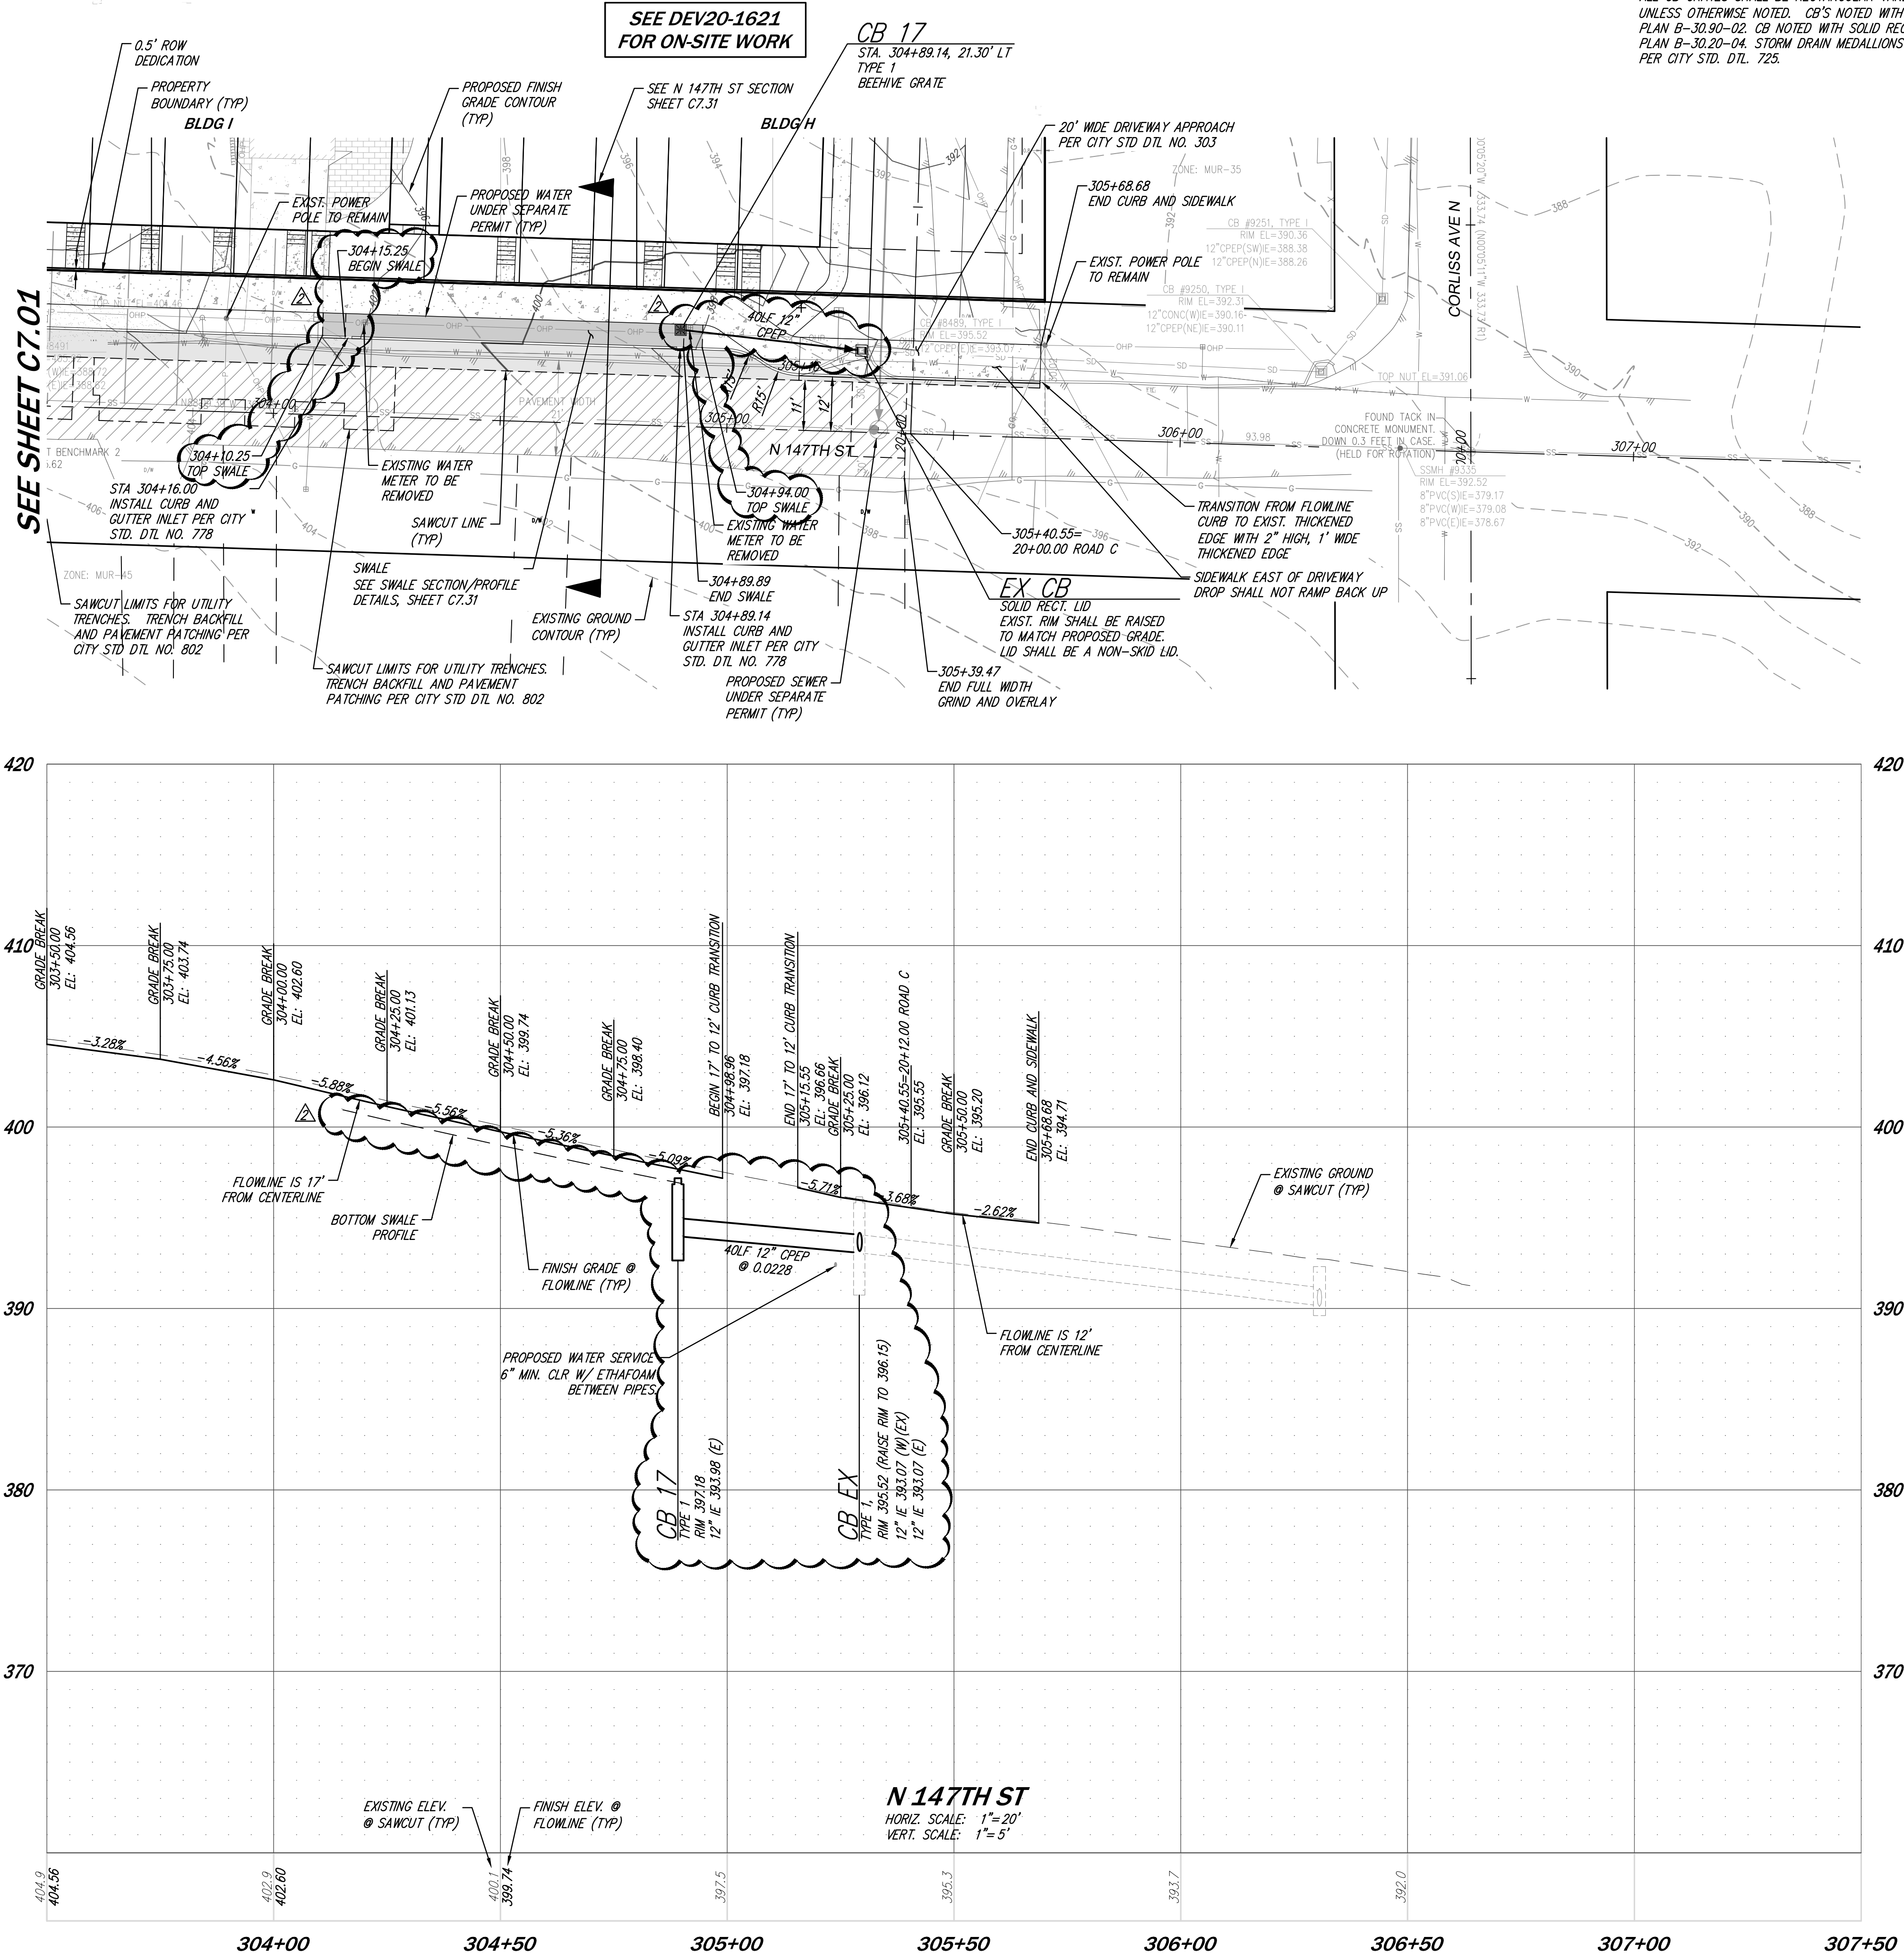 SEE DEV20-1621
FOR ON-SITE WORK
UNLESS OTHERWISE NOTED. CB'S NOTED WITH
PLAN B-30.90-02. CB NOTED WITH SOLID REC
PLAN B-30.20-04. STORM DRAIN MEDALLIONS
PER CITY STD. DTL. 725.
CB 17
STA. 304+89.14, 21.30' LT
TYPE 1
BEEHIVE GRATE
0.5' ROW
DEDICATION
PROPERTY
BOUNDARY (TYP)
BLDG I
PROPOSED FINISH
GRADE CONTOUR
(TYP)
SEE N 147TH ST SECTION
SHEET C7.31
BLDG H
20' WIDE DRIVEWAY APPROACH
PER CITY STD DTL NO. 303
ZONE: MUR-35
305+68.68
END CURB AND SIDEWALK
EXIST. POWER
POLE TO REMAIN
PROPOSED WATER
UNDER SEPARATE
PERMIT (TYP)
304+15.25
BEGIN SWALE
CB #9251, TYPE I
RIM EL=390.36
12"CPEP(SW)IE=388.38
12"CPEP(N)IE=388.26
EXIST. POWER POLE
TO REMAIN
CB #9250, TYPE I
RIM EL=392.31
12"CONC(W)IE=390.16
12"CPEP(NE)IE=390.11
CORLISS AVE N
SEE SHEET C7.01
TOP NUT EL=404.46
2
2
40LF 12"
CPEP
CB #8489, TYPE I
RIM EL=395.52
12"CPEP(E)IE=393.07
TOP NUT EL=391.06
PAVEMENT WIDTH
21'
R15'
R15'
11'
12'
304+00
305+00
20+00
306+00
93.98
307+00
N 147TH ST
FOUND TACK IN
CONCRETE MONUMENT.
DOWN 0.3 FEET IN CASE.
(HELD FOR ROTATION)
SSMH #9335
RIM EL=392.52
8"PVC(S)IE=379.17
8"PVC(W)IE=379.08
8"PVC(E)IE=378.67
304+10.25
TOP SWALE
EXISTING WATER
METER TO BE
REMOVED
STA 304+16.00
INSTALL CURB AND
GUTTER INLET PER CITY
STD. DTL NO. 778
SAWCUT LINE
(TYP)
304+94.00
TOP SWALE
EXISTING WATER
METER TO BE
REMOVED
305+40.55=
20+00.00 ROAD C
TRANSITION FROM FLOWLINE
CURB TO EXIST. THICKENED
EDGE WITH 2" HIGH, 1' WIDE
THICKENED EDGE
SIDEWALK EAST OF DRIVEWAY
DROP SHALL NOT RAMP BACK UP
ZONE: MUR-45
SAWCUT LIMITS FOR UTILITY
TRENCHES. TRENCH BACKFILL
AND PAVEMENT PATCHING PER
CITY STD DTL NO. 802
SWALE
SEE SWALE SECTION/PROFILE
DETAILS, SHEET C7.31
EXISTING GROUND
CONTOUR (TYP)
304+89.89
END SWALE
STA 304+89.14
INSTALL CURB AND
GUTTER INLET PER CITY
STD. DTL NO. 778
EX CB
SOLID RECT. LID
EXIST. RIM SHALL BE RAISED
TO MATCH PROPOSED GRADE.
LID SHALL BE A NON-SKID LID.
SAWCUT LIMITS FOR UTILITY TRENCHES.
TRENCH BACKFILL AND PAVEMENT
PATCHING PER CITY STD DTL NO. 802
PROPOSED SEWER
UNDER SEPARATE
PERMIT (TYP)
305+39.47
END FULL WIDTH
GRIND AND OVERLAY
420
420
410
410
400
400
390
390
380
380
370
370
GRADE BREAK
303+50.00
EL: 404.56
GRADE BREAK
303+75.00
EL: 403.74
GRADE BREAK
304+00.00
EL: 402.60
GRADE BREAK
304+25.00
EL: 401.13
GRADE BREAK
304+50.00
EL: 399.74
GRADE BREAK
304+75.00
EL: 398.40
BEGIN 17' TO 12' CURB TRANSITION
304+98.96
EL: 397.18
END 17' TO 12' CURB TRANSITION
305+15.55
EL: 396.66
GRADE BREAK
305+25.00
EL: 396.12
305+40.55=20+12.00 ROAD C
EL: 395.55
GRADE BREAK
305+50.00
EL: 395.20
END CURB AND SIDEWALK
305+68.68
EL: 394.71
-3.28%
-4.56%
-5.88%
-5.56%
-5.36%
-5.09%
-5.71%
-3.68%
-2.62%
2
FLOWLINE IS 17'
FROM CENTERLINE
BOTTOM SWALE
PROFILE
FINISH GRADE @
FLOWLINE (TYP)
40LF 12" CPEP
@ 0.0228
EXISTING GROUND
@ SAWCUT (TYP)
FLOWLINE IS 12'
FROM CENTERLINE
PROPOSED WATER SERVICE
6" MIN. CLR W/ ETHAFOAM
BETWEEN PIPES
CB 17
TYPE 1
RIM 397.18
12" IE 393.98 (E)
CB EX
TYPE 1,
RIM 395.52 (RAISE RIM TO 396.15)
12" IE 393.07 (W)(EX)
12" IE 393.07 (E)
EXISTING ELEV.
@ SAWCUT (TYP)
FINISH ELEV. @
FLOWLINE (TYP)
N 147TH ST
HORIZ. SCALE: 1"=20'
VERT. SCALE: 1"=5'
404.9
404.56
402.9
402.60
400.1
399.74
397.5
395.3
393.7
392.0
304+00
304+50
305+00
305+50
306+00
306+50
307+00
307+50